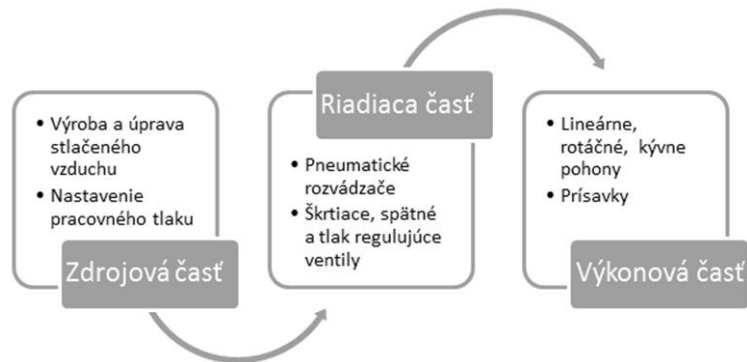 • Výroba a úprava
stlačeného
vzduchu
• Nastavenie
pracovného tlaku
Zdrojová časť
Riadiaca časť
• Pneumatické
rozvádzače
• Škrtiace, spätné
a tlak regulujúce
ventily
• Lineárne,
rotáčné, kývne
pohony
• Prísavky
Výkonová časť